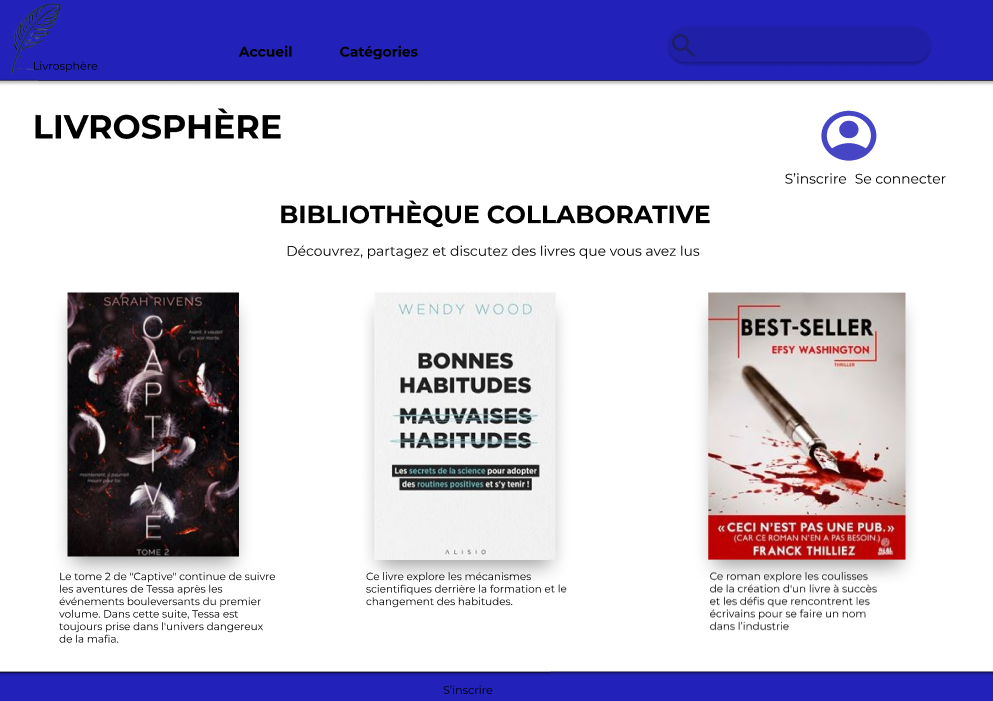 Livrosphère
Accueil
Catégories
LIVROSPHÈRE
S'inscrire Se connecter
BIBLIOTHÈQUE COLLABORATIVE
Découvrez, partagez et discutez des livres que vous avez lus
SARAH RIVENS
CAPTIVE
TOME 2
WENDY WOOD
BONNES
HABITUDES
MAUVAISES
HABITUDES
Les secrets de la science pour adopter
des routines positives et s'y tenir !
ALISIO
BEST-SELLER
EFSY WASHINGTON
THRILLER
« CECI N'EST PAS UNE PUB. »
(CAR CE ROMAN N'EN A PAS BESOIN.)
FRANCK THILLIEZ
Le tome 2 de "Captive" continue de suivre
les aventures de Tessa après les
événements bouleversants du premier
volume. Dans cette suite, Tessa est
toujours prise dans l'univers dangereux
de la mafia.
Ce livre explore les mécanismes
scientifiques derrière la formation et le
changement des habitudes.
Ce roman explore les coulisses
de la création d'un livre à succès
et les défis que rencontrent les
écrivains pour se faire un nom
dans l'industrie
S'inscrire